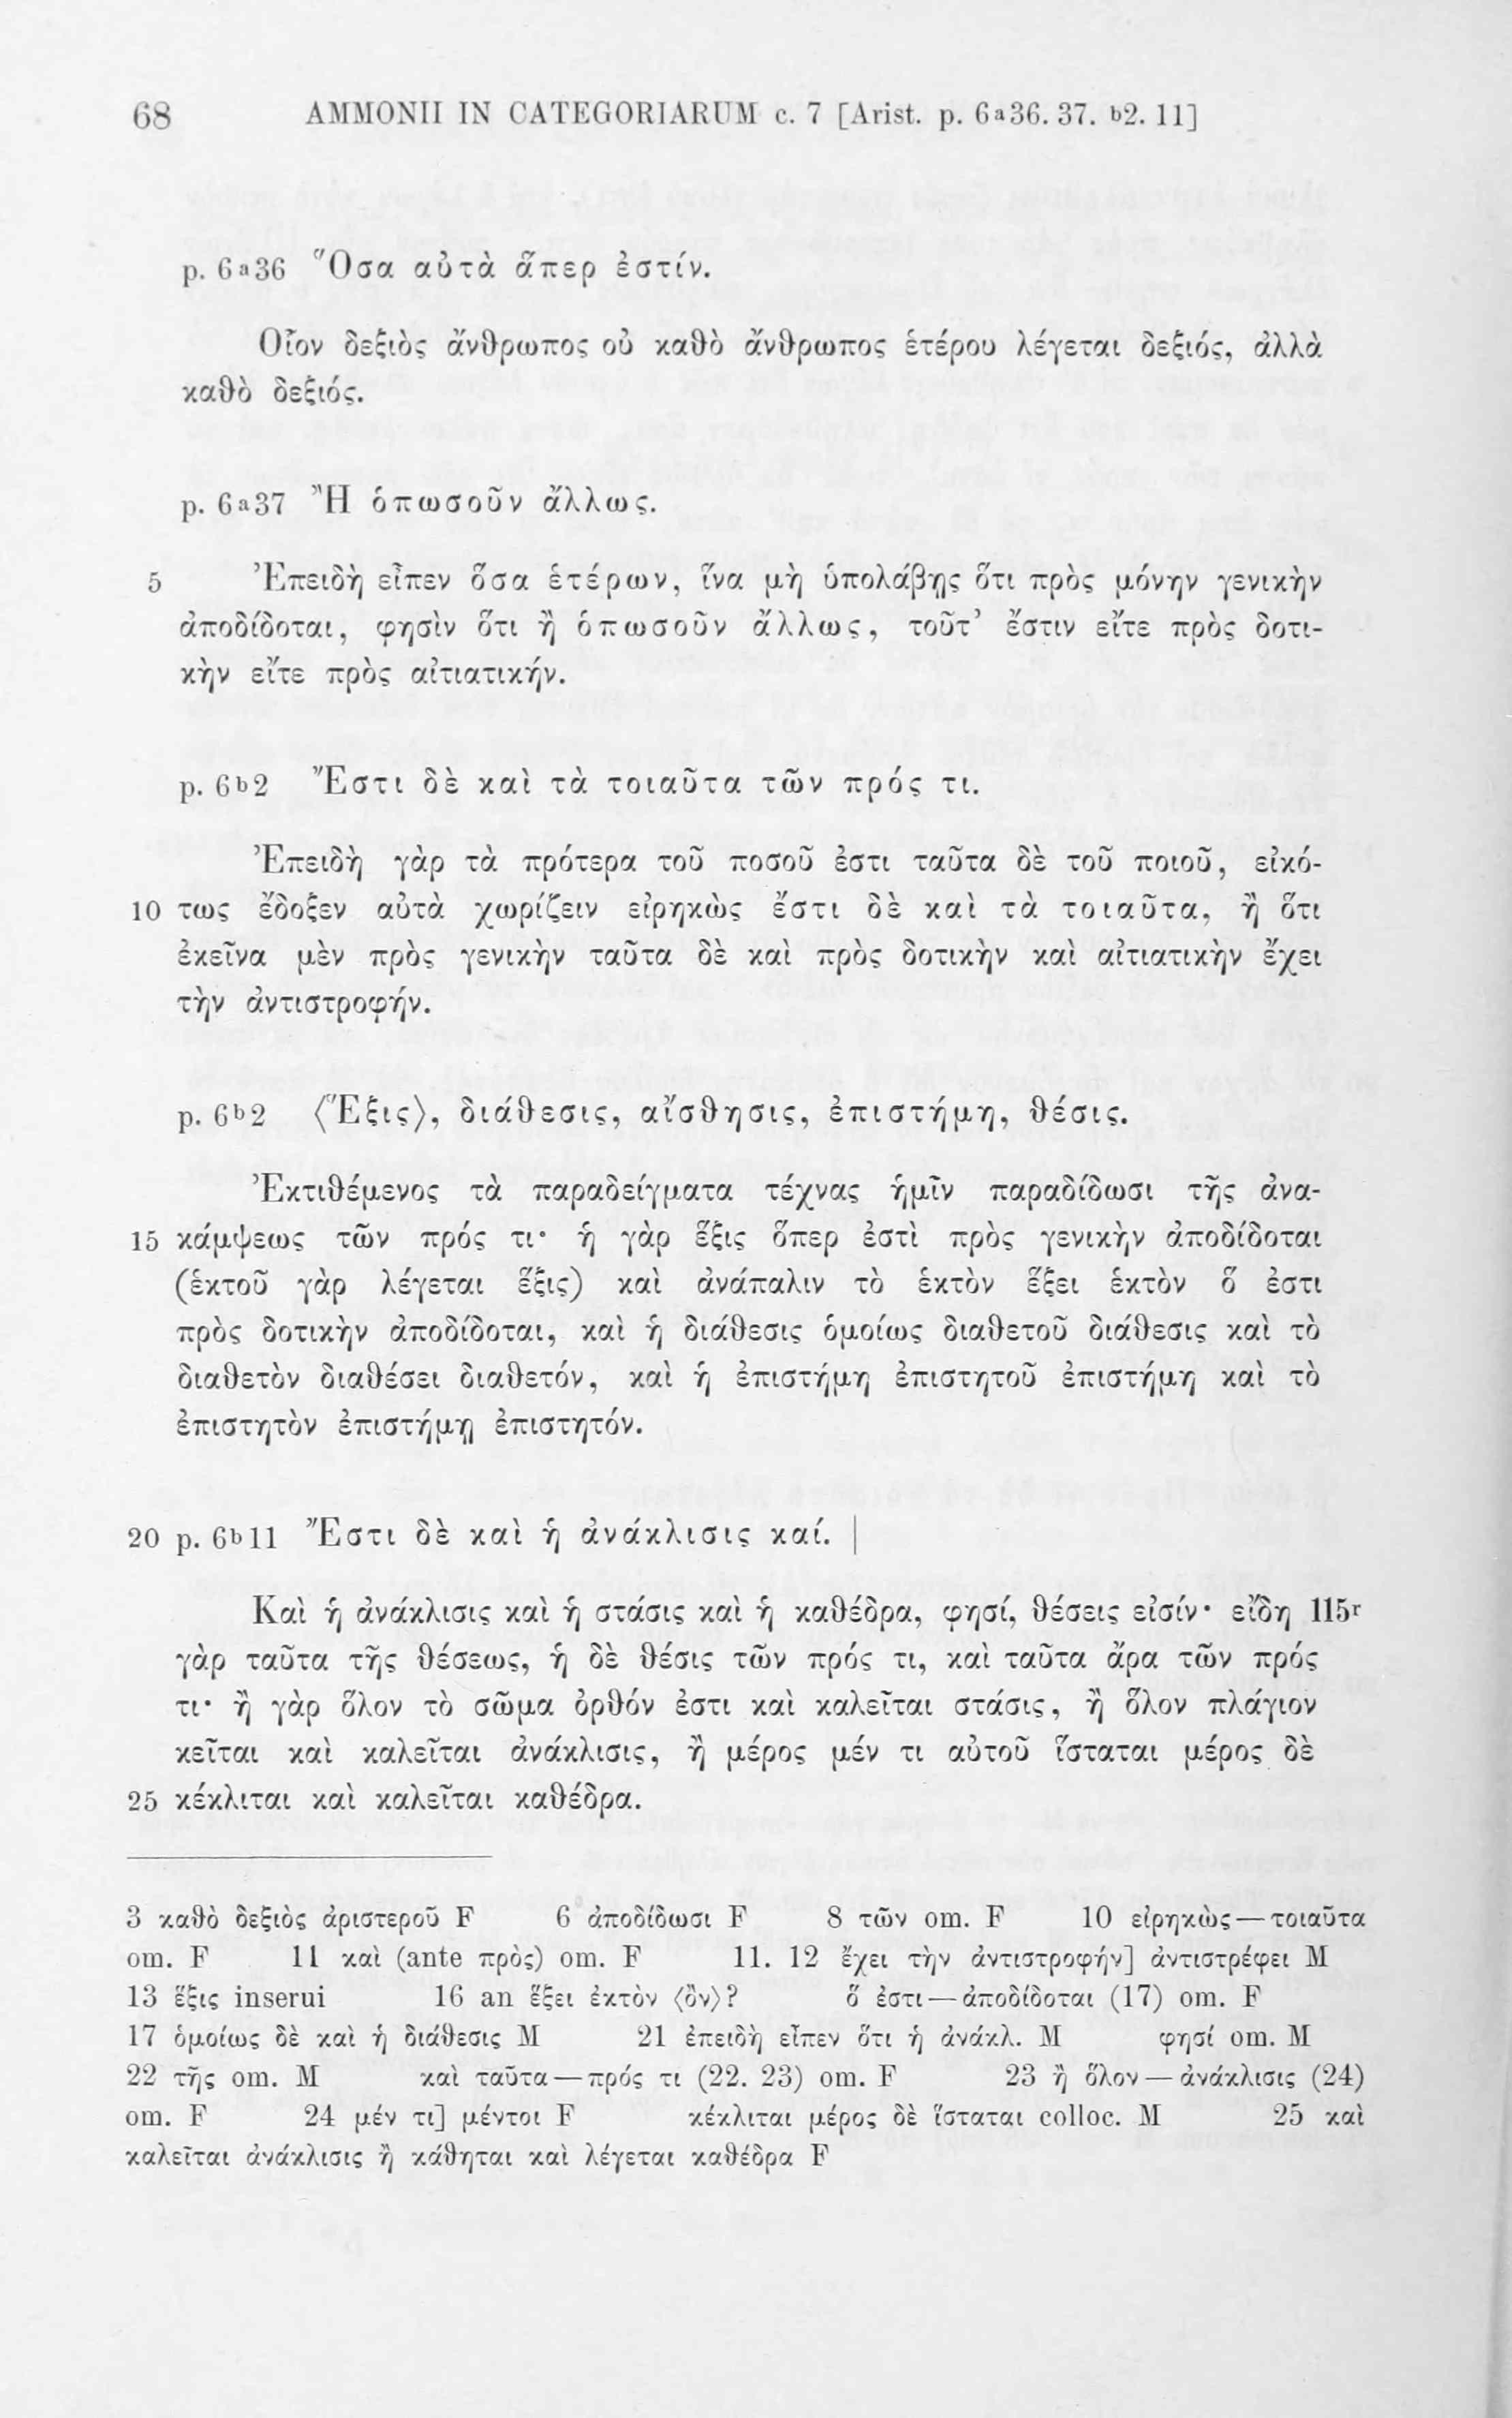 68 AMMONII IN CATEGORIARUM c. 7 [Arist. p. 6a36. 37. b2. 11]
p. 6a36 Ὅσα αὐτὰ ἅπερ ἐστίν.
Οἷον δεξιὸς ἄνθρωπος οὐ καθὸ ἄνθρωπος ἑτέρου λέγεται δεξιός, ἀλλὰ
καθὸ δεξιός.
p. 6a37 Ἢ ὁπωσοῦν ἄλλως.
5 Ἐπειδὴ εἶπεν ὅσα ἑτέρων, ἵνα μὴ ὑπολάβῃς ὅτι πρὸς μόνην γενικὴν
ἀποδίδοται, φησὶν ὅτι ἢ ὁπωσοῦν ἄλλως, τοῦτ’ ἔστιν εἴτε πρὸς δοτι-
κὴν εἴτε πρὸς αἰτιατικήν.
p. 6b2 Ἔστι δὲ καὶ τὰ τοιαῦτα τῶν πρός τι.
Ἐπειδὴ γὰρ τὰ πρότερα τοῦ ποσοῦ ἐστι ταῦτα δὲ τοῦ ποιοῦ, εἰκό-
10 τως ἔδοξεν αὐτὰ χωρίζειν εἰρηκὼς ἔστι δὲ καὶ τὰ τοιαῦτα, ἢ ὅτι
ἐκεῖνα μὲν πρὸς γενικὴν ταῦτα δὲ καὶ πρὸς δοτικὴν καὶ αἰτιατικὴν ἔχει
τὴν ἀντιστροφήν.
p. 6b2 ⟨Ἕξις⟩, διάθεσις, αἴσθησις, ἐπιστήμη, θέσις.
Ἐκτιθέμενος τὰ παραδείγματα τέχνας ἡμῖν παραδίδωσι τῆς ἀνα-
15 κάμψεως τῶν πρός τι· ἡ γὰρ ἕξις ὅπερ ἐστὶ πρὸς γενικὴν ἀποδίδοται
(ἑκτοῦ γὰρ λέγεται ἕξις) καὶ ἀνάπαλιν τὸ ἑκτὸν ἕξει ἑκτὸν ὅ ἐστι
πρὸς δοτικὴν ἀποδίδοται, καὶ ἡ διάθεσις ὁμοίως διαθετοῦ διάθεσις καὶ τὸ
διαθετὸν διαθέσει διαθετόν, καὶ ἡ ἐπιστήμη ἐπιστητοῦ ἐπιστήμη καὶ τὸ
ἐπιστητὸν ἐπιστήμῃ ἐπιστητόν.
20 p. 6b11 Ἔστι δὲ καὶ ἡ ἀνάκλισις καί. |
Καὶ ἡ ἀνάκλισις καὶ ἡ στάσις καὶ ἡ καθέδρα, φησί, θέσεις εἰσίν· εἴδη 115r
γὰρ ταῦτα τῆς θέσεως, ἡ δὲ θέσις τῶν πρός τι, καὶ ταῦτα ἄρα τῶν πρός
τι· ἢ γὰρ ὅλον τὸ σῶμα ὀρθόν ἐστι καὶ καλεῖται στάσις, ἢ ὅλον πλάγιον
κεῖται καὶ καλεῖται ἀνάκλισις, ἢ μέρος μέν τι αὐτοῦ ἵσταται μέρος δὲ
25 κέκλιται καὶ καλεῖται καθέδρα.
3 καθὸ δεξιὸς ἀριστεροῦ F 6 ἀποδίδωσι F 8 τῶν om. F 10 εἰρηκὼς—τοιαῦτα
om. F 11 καὶ (ante πρὸς) om. F 11. 12 ἔχει τὴν ἀντιστροφήν] ἀντιστρέφει M
13 ἕξις inserui 16 an ἕξει ἑκτὸν ⟨ὂν⟩? ὅ ἐστι—ἀποδίδοται (17) om. F
17 ὁμοίως δὲ καὶ ἡ διάθεσις M 21 ἐπειδὴ εἶπεν ὅτι ἡ ἀνάκλ. M φησί om. M
22 τῆς om. M καὶ ταῦτα—πρός τι (22. 23) om. F 23 ἢ ὅλον—ἀνάκλισις (24)
om. F 24 μέν τι] μέντοι F κέκλιται μέρος δὲ ἵσταται colloc. M 25 καὶ
καλεῖται ἀνάκλισις ἢ κάθηται καὶ λέγεται καθέδρα F